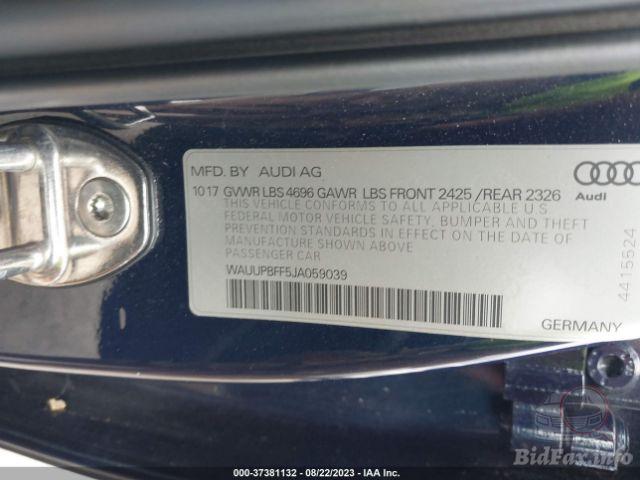 MFD. BY AUDI AG
10 17 GVWR LBS 4696 GAWR LBS FRONT 2425 /REAR 2326
THIS VEHICLE CONFORMS TO ALL APPLICABLE U.S.
FEDERAL MOTOR VEHICLE SAFETY, BUMPER AND THEFT
PREVENTION STANDARDS IN EFFECT ON THE DATE OF
MANUFACTURE SHOWN ABOVE
PASSENGER CAR
WAUUPBFF5JA059039
Audi
4415524
GERMANY
BidFax.info
000-37381132 - 08/22/2023 - IAA Inc.